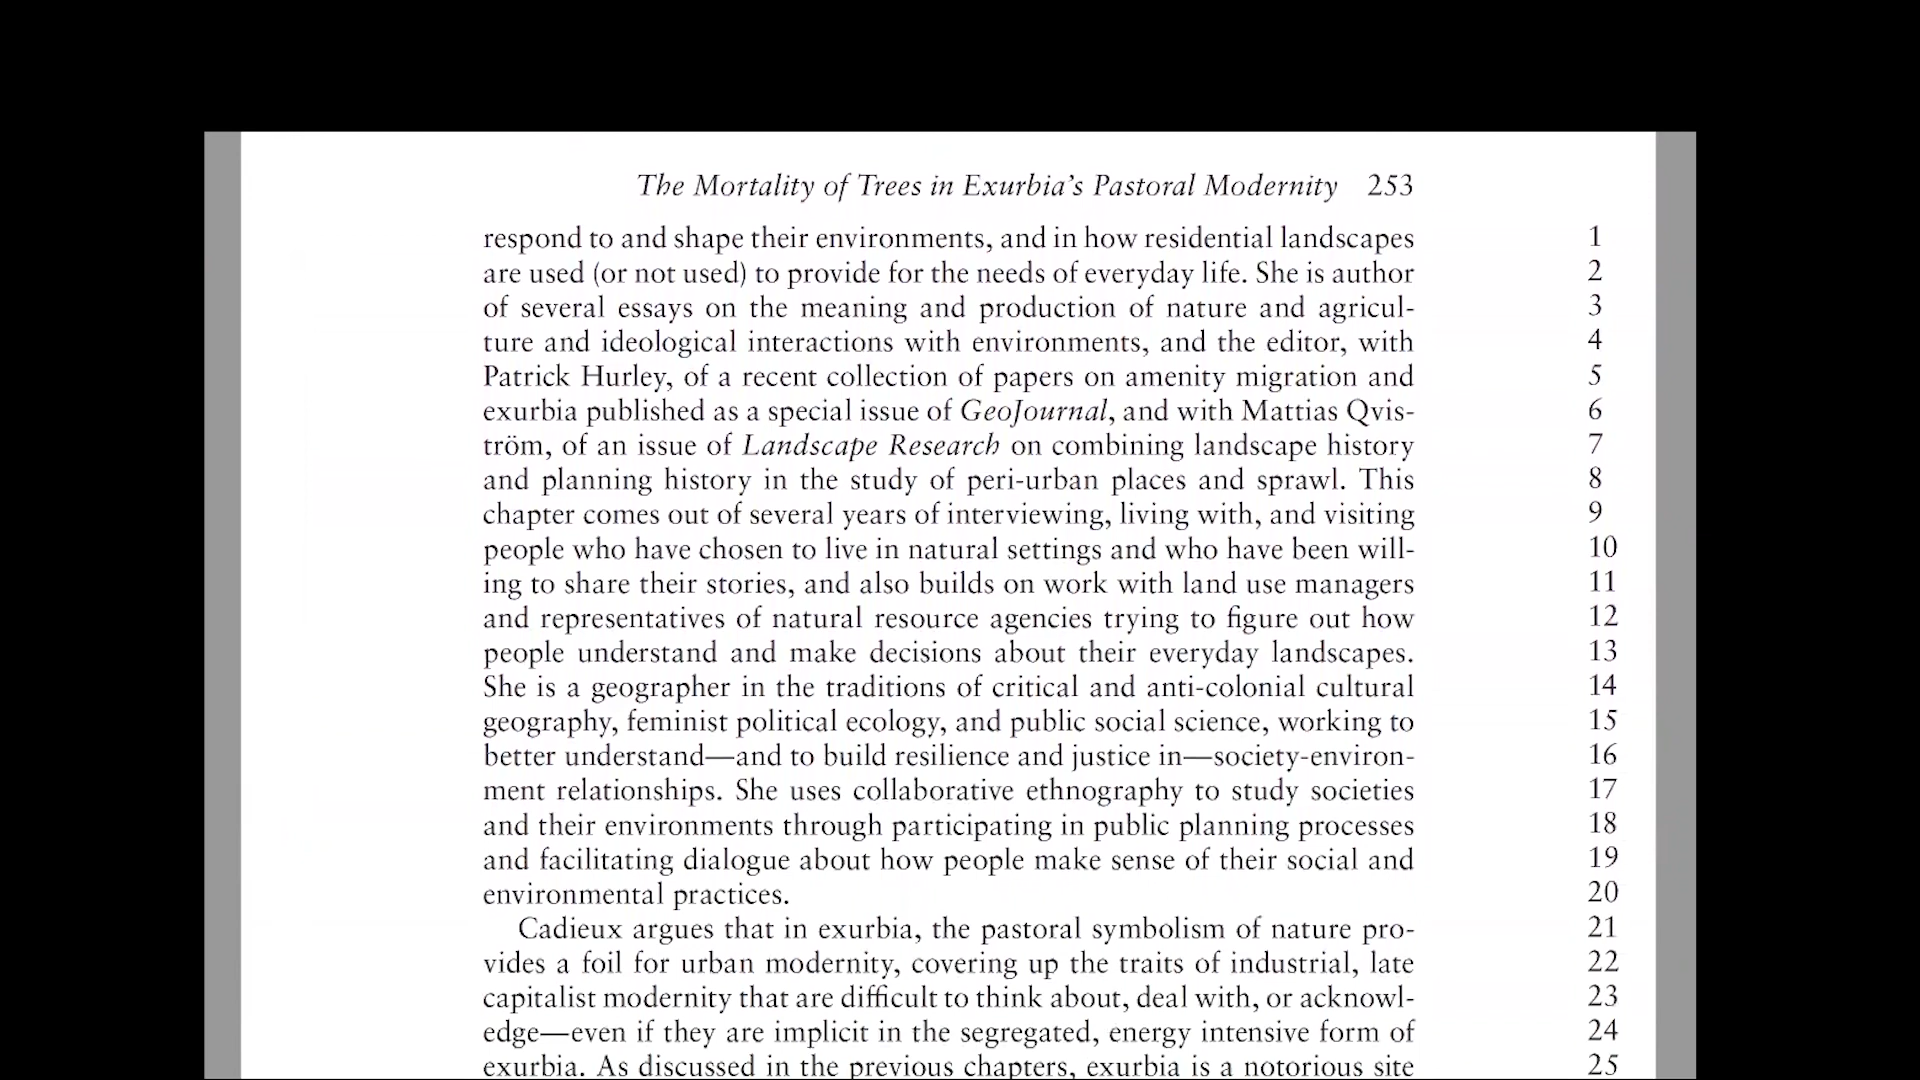 The Mortality of Trees in Exurbia's Pastoral Modernity 253
respond to and shape their environments, and in how residential landscapes 1
are used (or not used) to provide for the needs of everyday life. She is author 2
of several essays on the meaning and production of nature and agricul- 3
ture and ideological interactions with environments, and the editor, with 4
Patrick Hurley, of a recent collection of papers on amenity migration and 5
exurbia published as a special issue of GeoJournal, and with Mattias Qvis- 6
tröm, of an issue of Landscape Research on combining landscape history 7
and planning history in the study of peri-urban places and sprawl. This 8
chapter comes out of several years of interviewing, living with, and visiting 9
people who have chosen to live in natural settings and who have been will- 10
ing to share their stories, and also builds on work with land use managers 11
and representatives of natural resource agencies trying to figure out how 12
people understand and make decisions about their everyday landscapes. 13
She is a geographer in the traditions of critical and anti-colonial cultural 14
geography, feminist political ecology, and public social science, working to 15
better understand—and to build resilience and justice in—society-environ- 16
ment relationships. She uses collaborative ethnography to study societies 17
and their environments through participating in public planning processes 18
and facilitating dialogue about how people make sense of their social and 19
environmental practices. 20
Cadieux argues that in exurbia, the pastoral symbolism of nature pro- 21
vides a foil for urban modernity, covering up the traits of industrial, late 22
capitalist modernity that are difficult to think about, deal with, or acknowl- 23
edge—even if they are implicit in the segregated, energy intensive form of 24
exurbia. As discussed in the previous chapters, exurbia is a notorious site 25